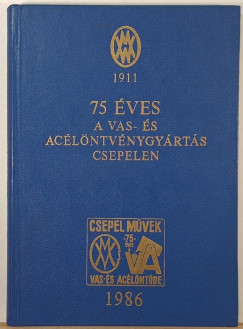 1911
75 ÉVES
A VAS- ÉS
ACÉLÖNTVÉNYGYÁRTÁS
CSEPELEN
CSEPEL MŰVEK
75
VAS-ÉS ACÉLÖNTÖDE
1986